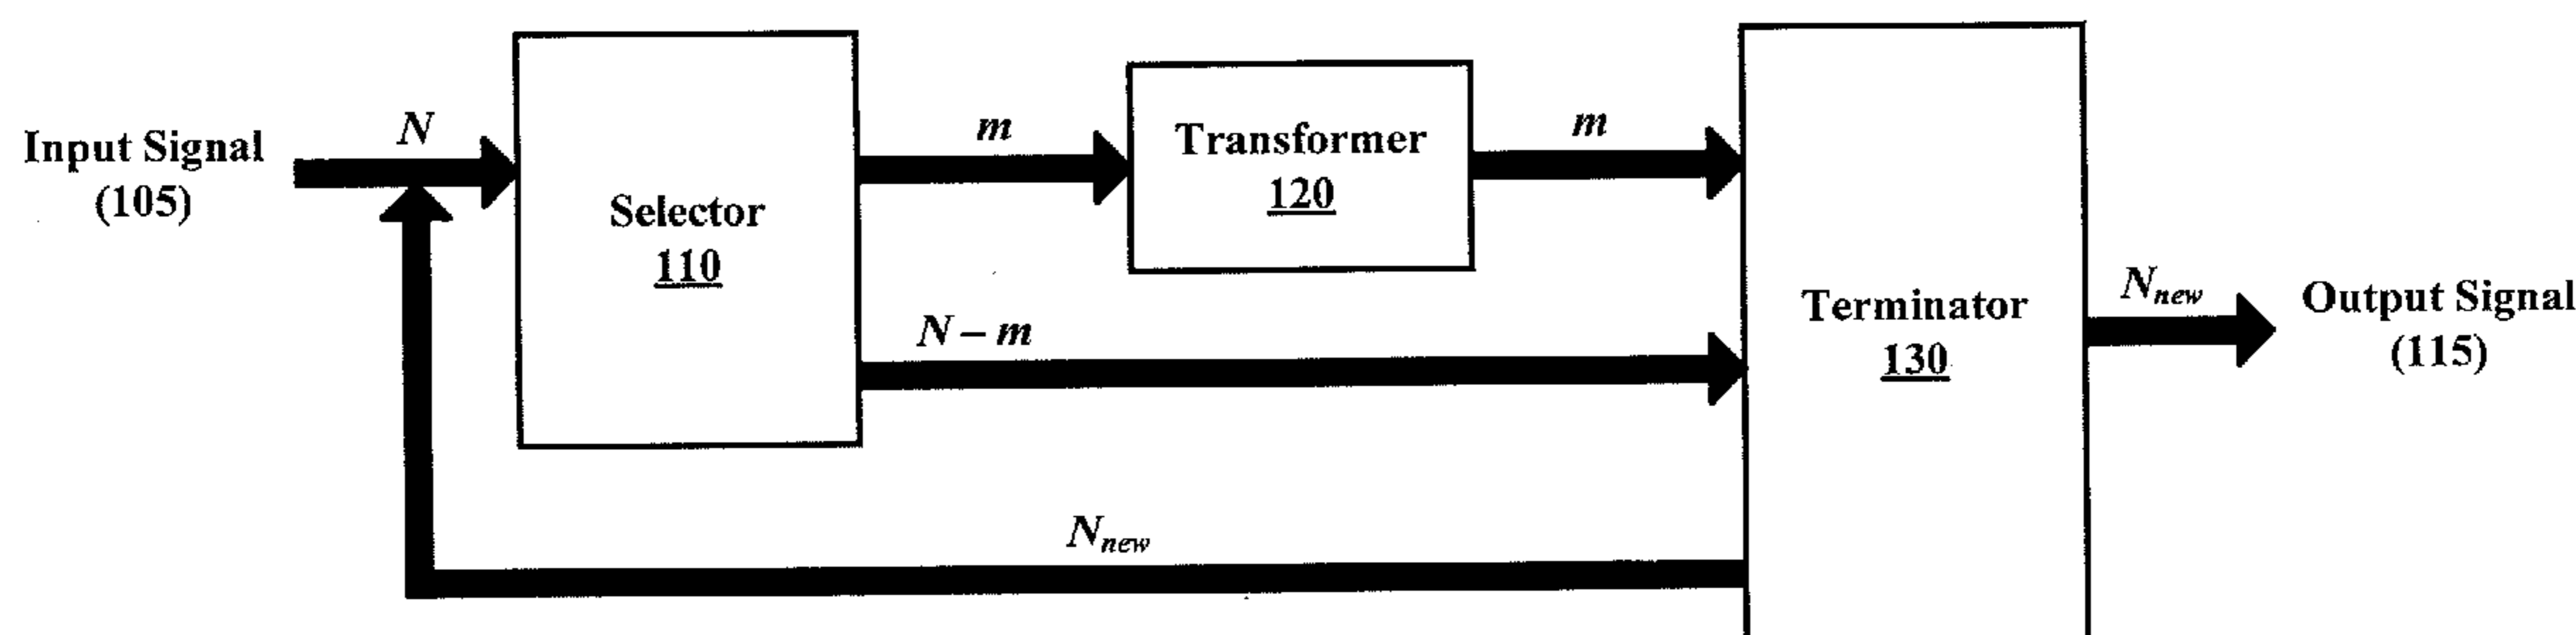 Input Signal
(105)
N
Selector
110
m
Transformer
120
m
N – m
Terminator
130
N_new
Output Signal
(115)
N_new